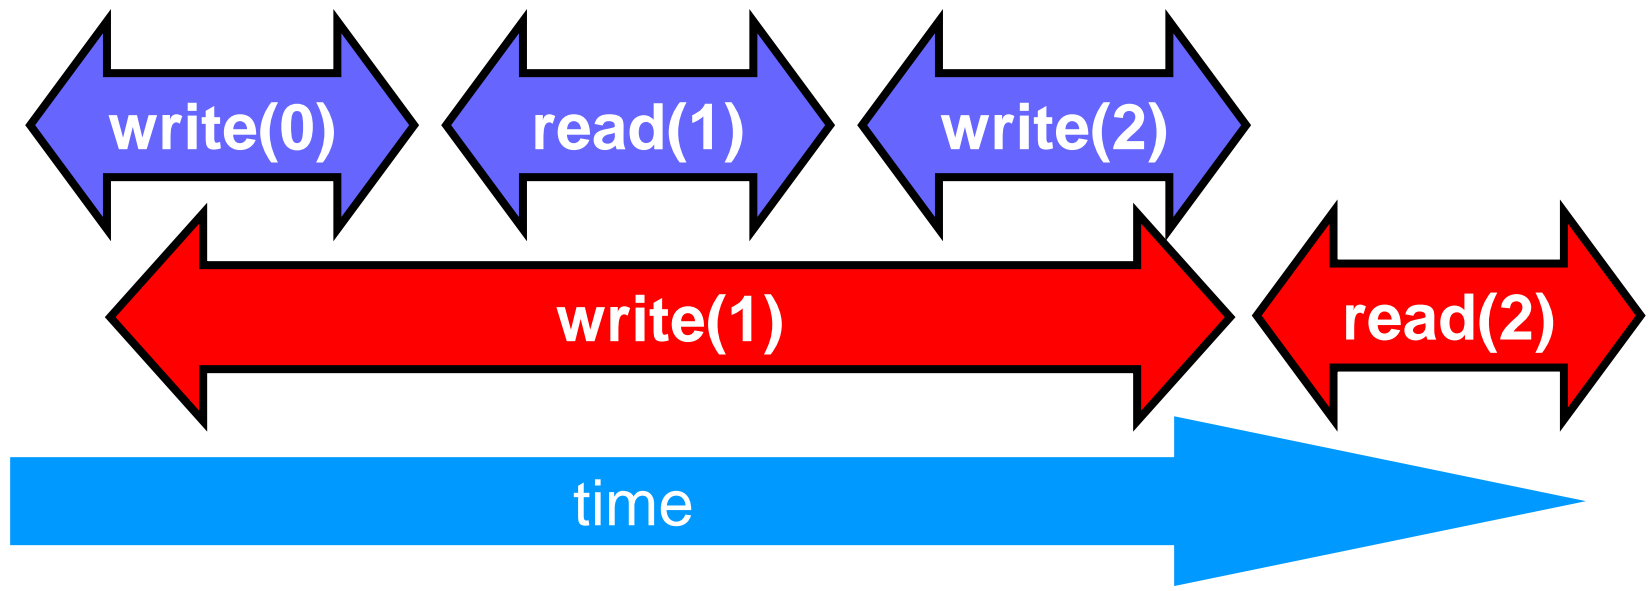 write(0) read(1) write(2)
write(1) read(2)
time